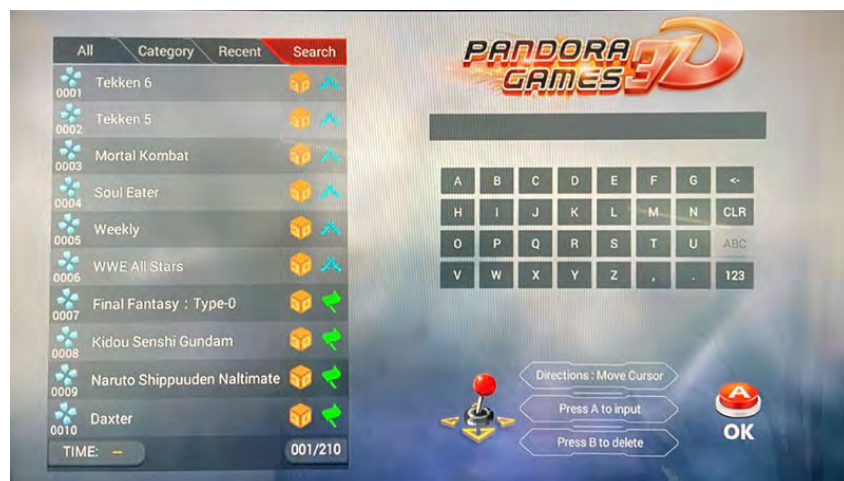 All Category Recent Search
0001 Tekken 6
0002 Tekken 5
0003 Mortal Kombat
0004 Soul Eater
0005 Weekly
0006 WWE All Stars
0007 Final Fantasy : Type-0
0008 Kidou Senshi Gundam
0009 Naruto Shippuuden Naltimate
0010 Daxter
TIME: -- 001/210
PANDORA
GAMES 3D
A B C D E F G <-
H I J K L M N CLR
O P Q R S T U ABC
V W X Y Z , . 123
Directions : Move Cursor
Press A to input
Press B to delete
A
OK